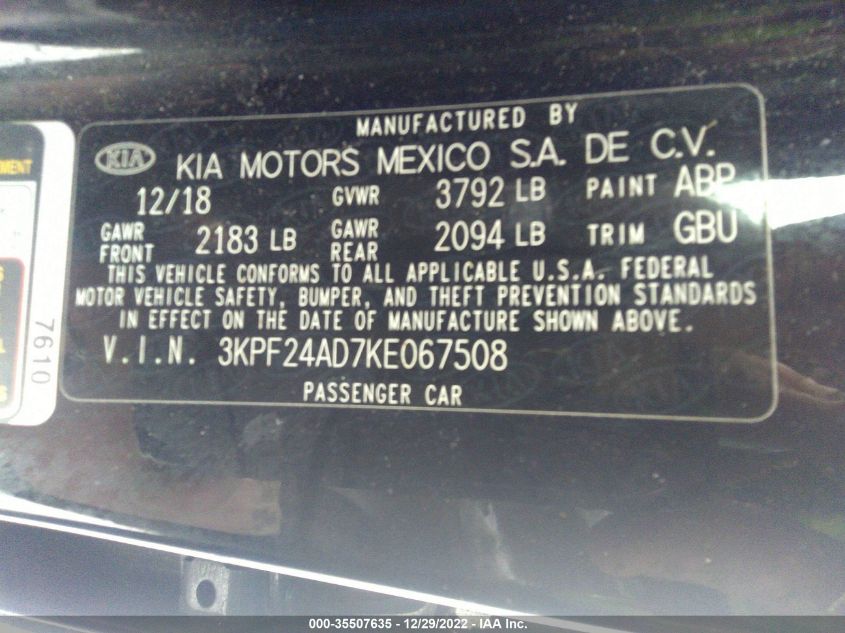 MANUFACTURED BY
KIA KIA MOTORS MEXICO S.A. DE C.V.
12/18 GVWR 3792 LB PAINT ABP
GAWR FRONT 2183 LB GAWR REAR 2094 LB TRIM GBU
THIS VEHICLE CONFORMS TO ALL APPLICABLE U.S.A. FEDERAL
MOTOR VEHICLE SAFETY, BUMPER, AND THEFT PREVENTION STANDARDS
IN EFFECT ON THE DATE OF MANUFACTURE SHOWN ABOVE.
V.I.N. 3KPF24AD7KE067508
PASSENGER CAR
7610
000-35507635 - 12/29/2022 - IAA Inc.